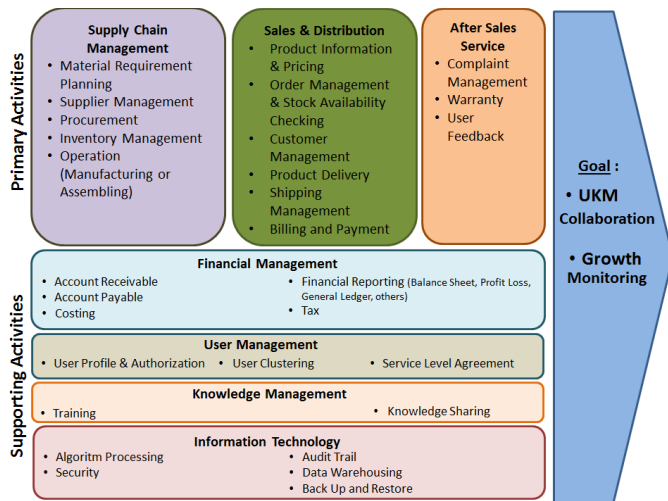 Primary Activities
Supply Chain
Management
• Material Requirement
Planning
• Supplier Management
• Procurement
• Inventory Management
• Operation
(Manufacturing or
Assembling)
Sales & Distribution
• Product Information
& Pricing
• Order Management
& Stock Availability
Checking
• Customer
Management
• Product Delivery
• Shipping
Management
• Billing and Payment
After Sales
Service
• Complaint
Management
• Warranty
• User
Feedback
Supporting Activities
Financial Management
• Account Receivable
• Account Payable
• Costing
• Financial Reporting (Balance Sheet, Profit Loss,
General Ledger, others)
• Tax
User Management
• User Profile & Authorization
• User Clustering
• Service Level Agreement
Knowledge Management
• Training
• Knowledge Sharing
Information Technology
• Algoritm Processing
• Security
• Audit Trail
• Data Warehousing
• Back Up and Restore
Goal :
• UKM
Collaboration
• Growth
Monitoring